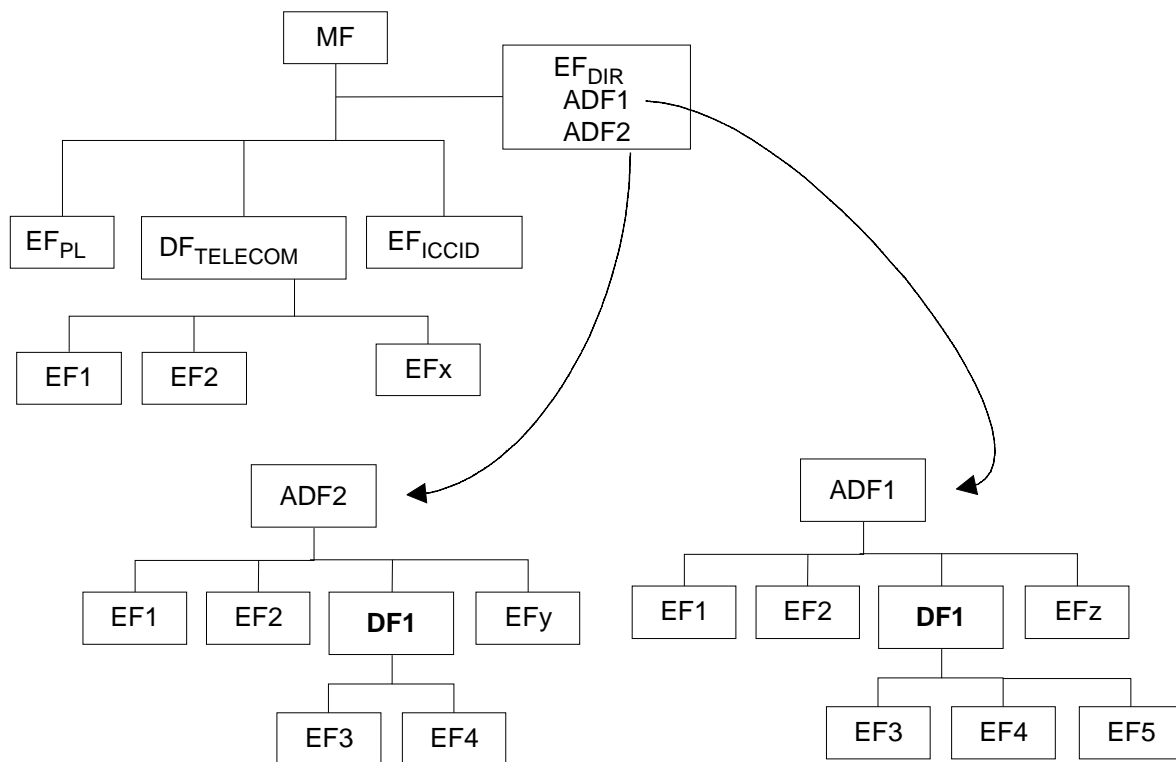 MF
EFDIR
ADF1
ADF2
EFPL
DFTELECOM
EFICCID
EF1
EF2
EFx
ADF2
ADF1
EF1
EF2
DF1
EFy
EF1
EF2
DF1
EFz
EF3
EF4
EF3
EF4
EF5